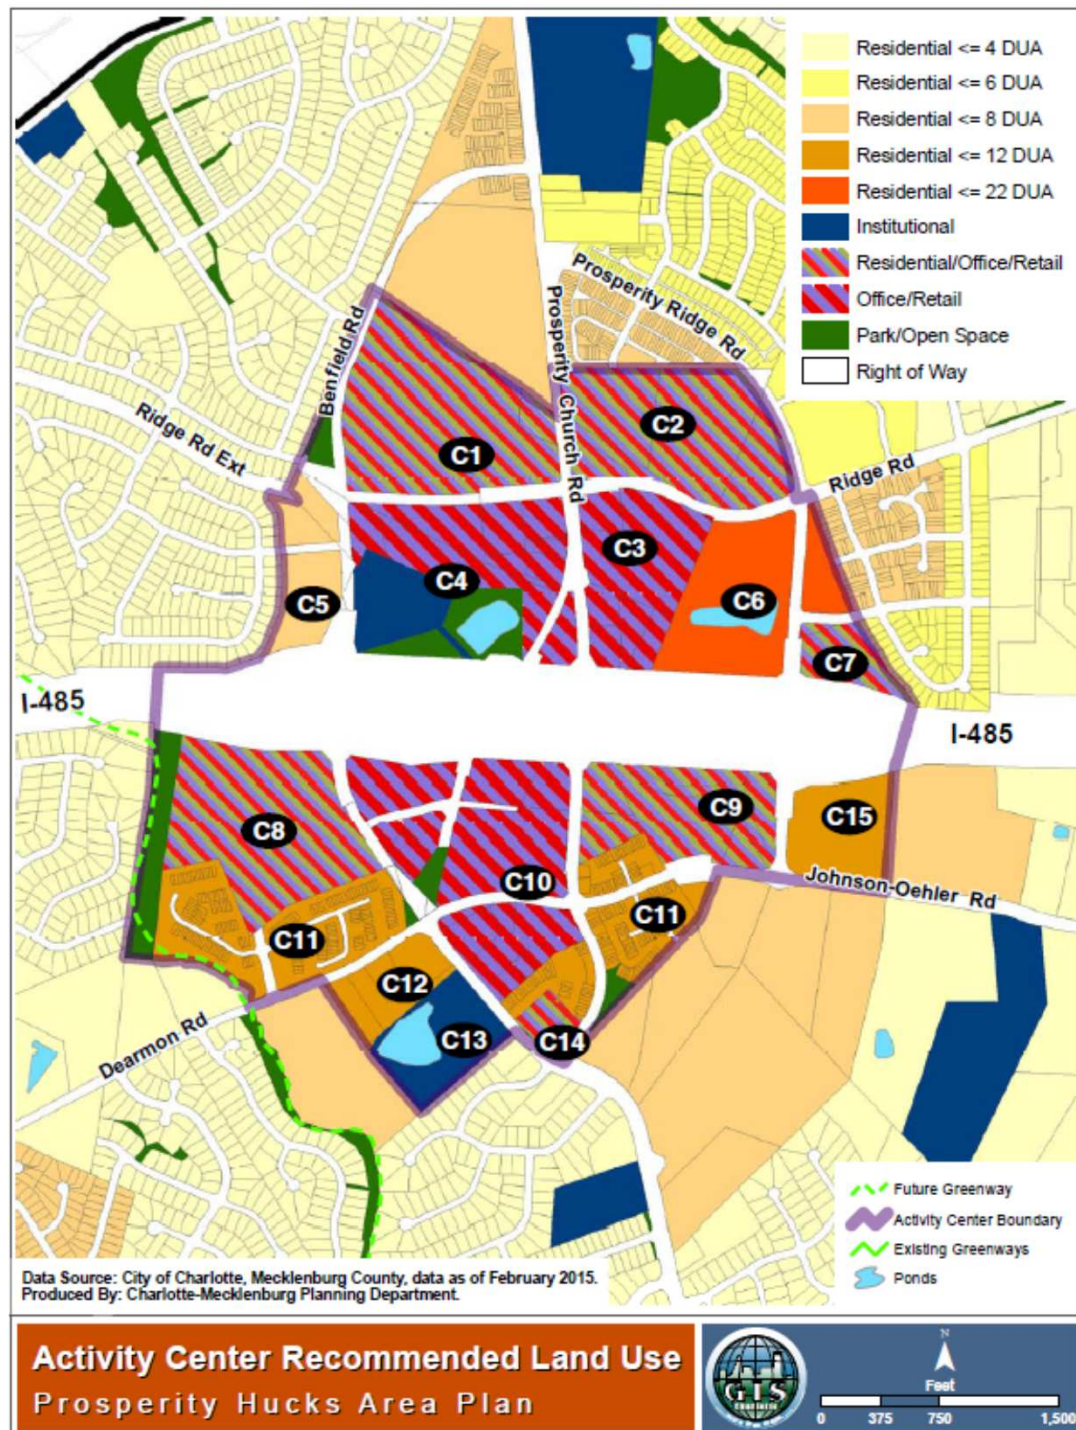 Residential <= 4 DUA
Residential <= 6 DUA
Residential <= 8 DUA
Residential <= 12 DUA
Residential <= 22 DUA
Institutional
Residential/Office/Retail
Office/Retail
Park/Open Space
Right of Way
Prosperity Ridge Rd
Prosperity Church Rd
Benfield Rd
Ridge Rd Ext
Ridge Rd
C1
C2
C3
C4
C5
C6
C7
I-485
I-485
C8
C9
C15
C10
C11
C11
C12
C13
C14
Johnson-Oehler Rd
Dearmon Rd
Future Greenway
Activity Center Boundary
Existing Greenways
Ponds
Data Source: City of Charlotte, Mecklenburg County, data as of February 2015.
Produced By: Charlotte-Mecklenburg Planning Department.
Activity Center Recommended Land Use
Prosperity Hucks Area Plan
GIS
Charlotte
N
Feet
0 375 750 1,500